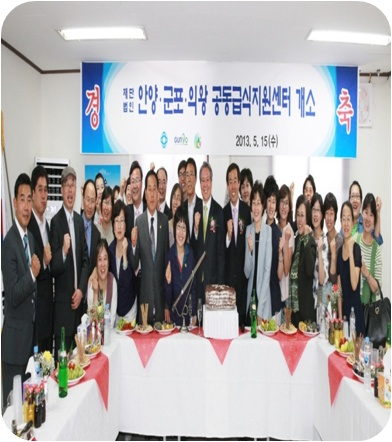 경 축
재단
법인 안양·군포·의왕 공동급식지원센터 개소
2013. 5. 15(수)